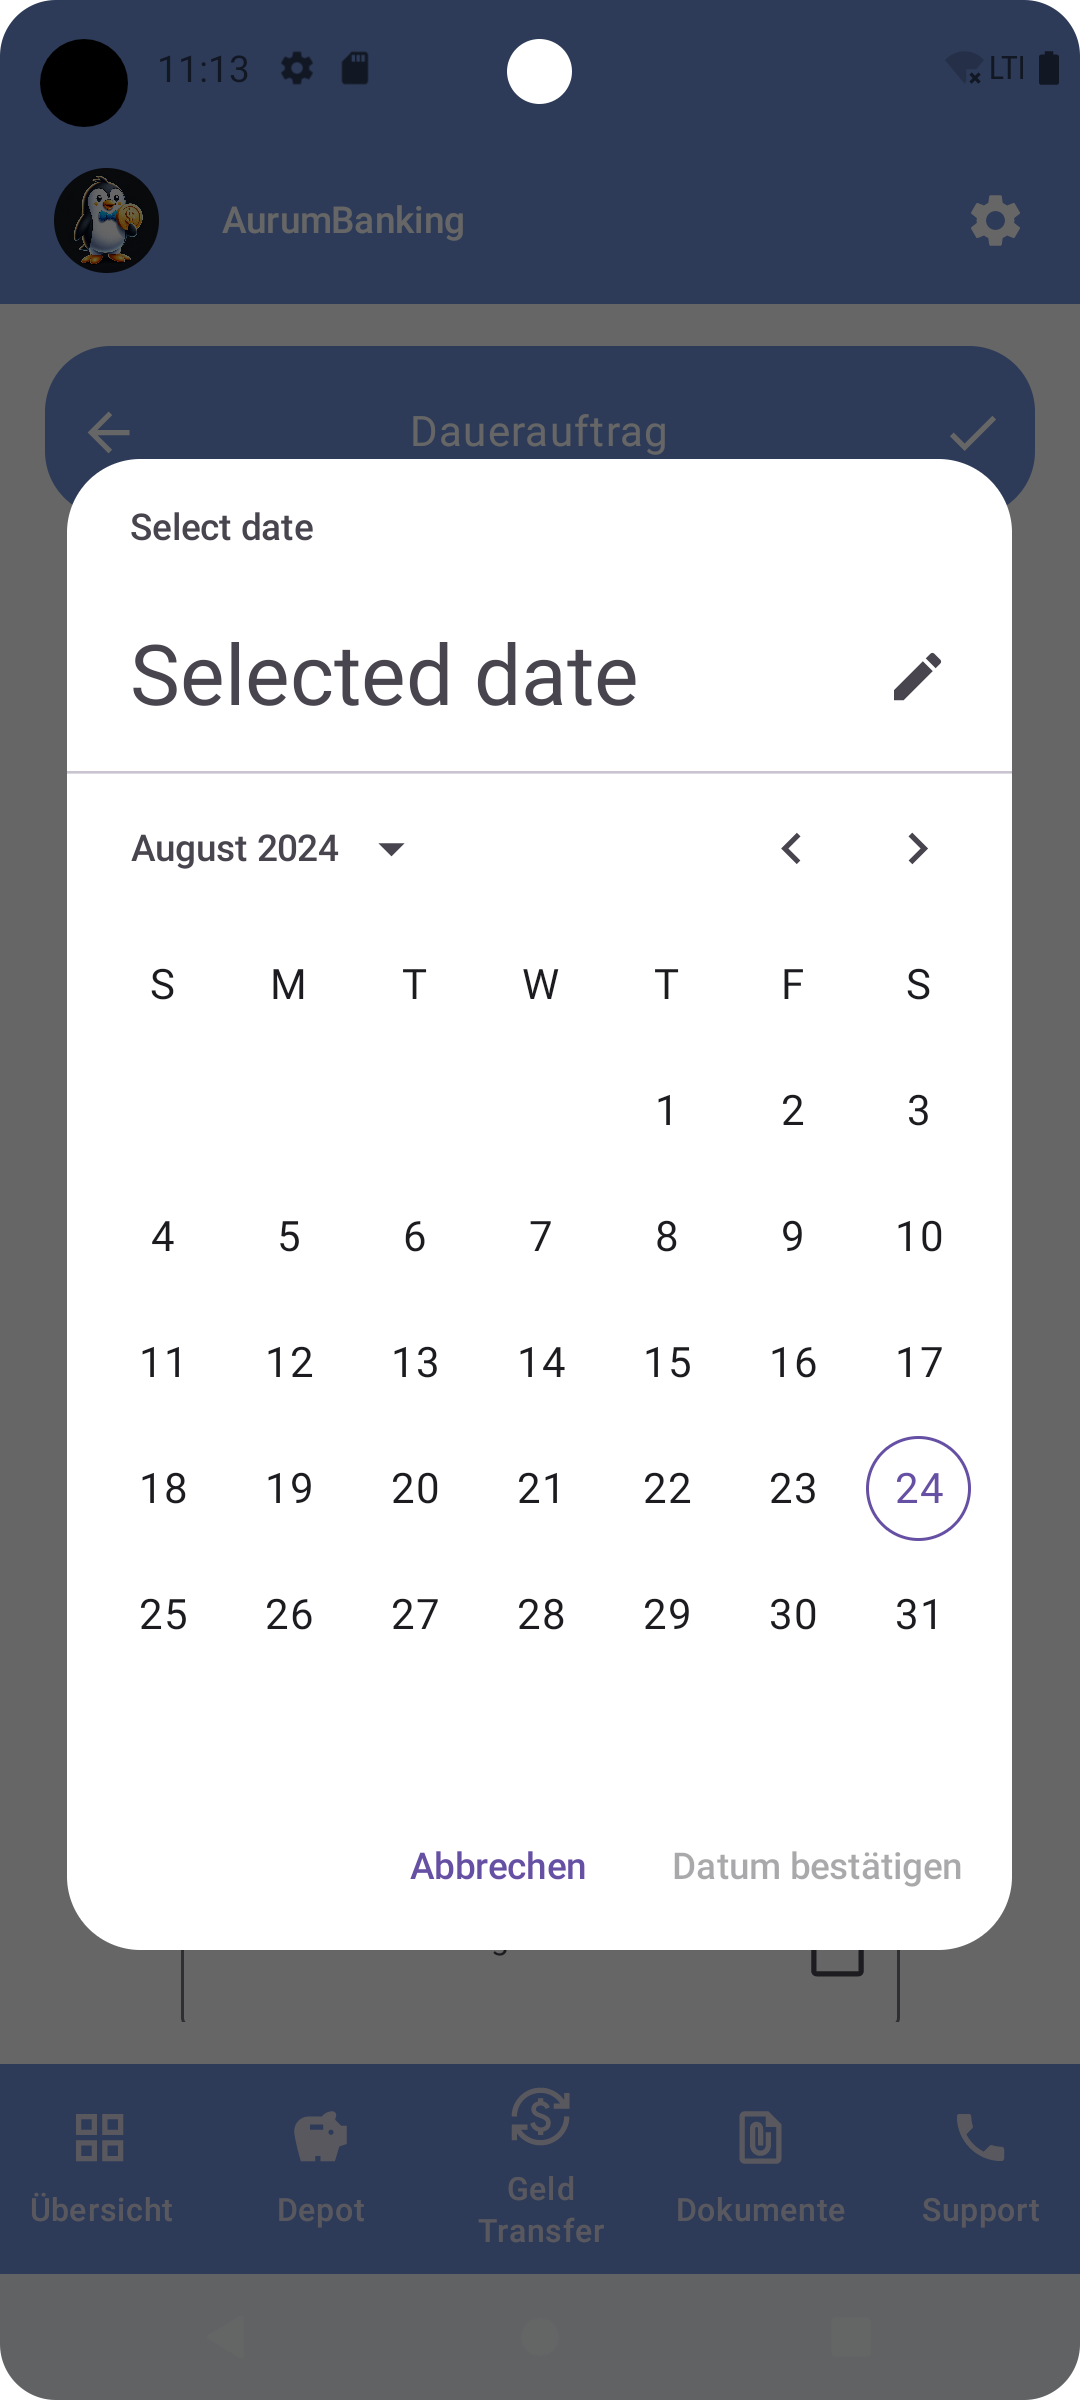 11:13
LTI
AurumBanking
Dauerauftrag
Select date
Selected date
August 2024
S M T W T F S
1 2 3
4 5 6 7 8 9 10
11 12 13 14 15 16 17
18 19 20 21 22 23 24
25 26 27 28 29 30 31
Abbrechen Datum bestätigen
Übersicht
Depot
Geld
Transfer
Dokumente
Support